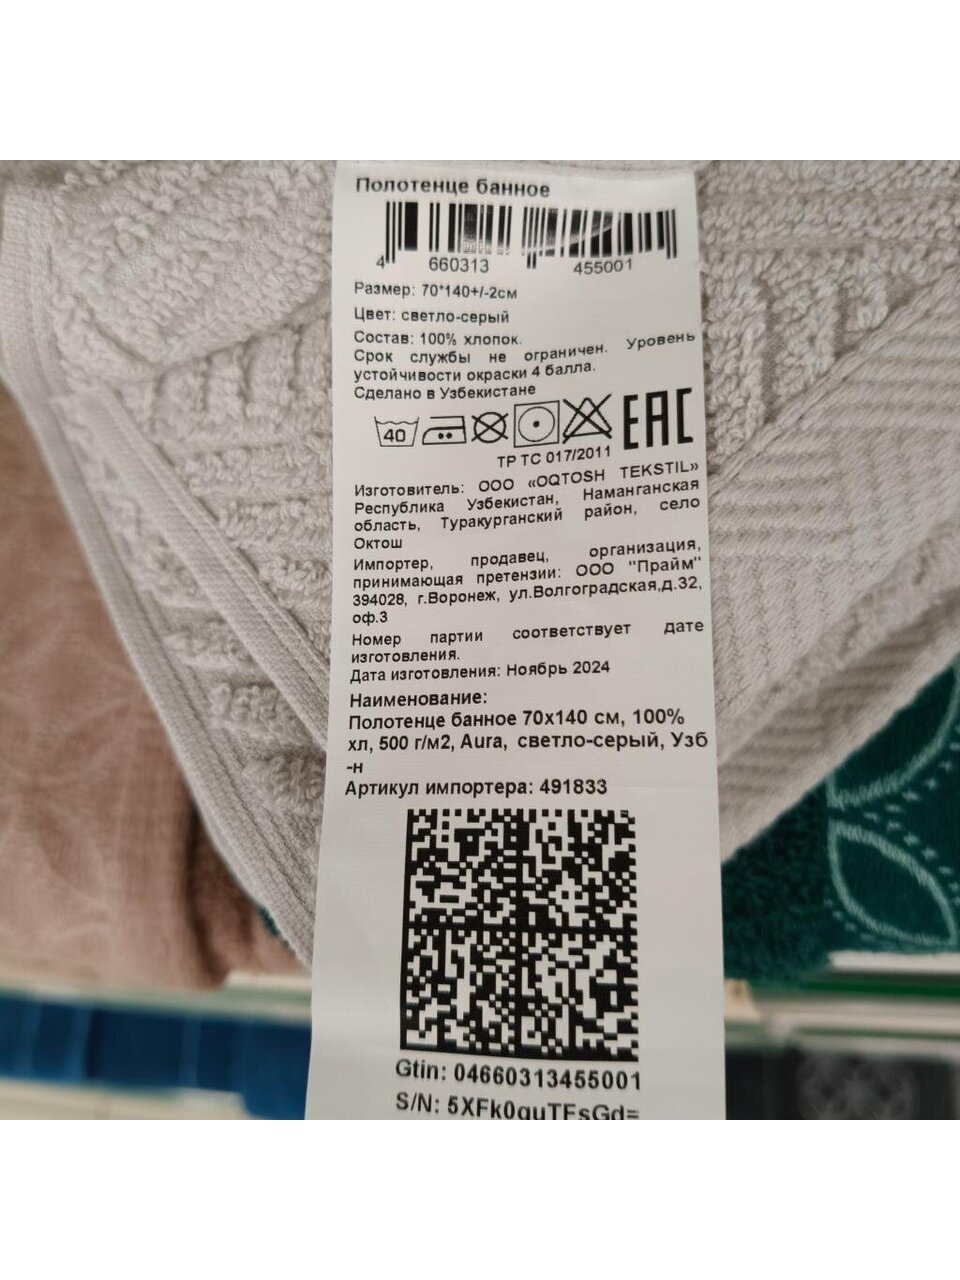 Полотенце банное
4 660313 455001
Размер: 70*140+/-2см
Цвет: светло-серый
Состав: 100% хлопок.
Срок службы не ограничен. Уровень
устойчивости окраски 4 балла.
Сделано в Узбекистане
40
EAC
ТР ТС 017/2011
Изготовитель: ООО «OQTOSH TEKSTIL»
Республика Узбекистан, Наманганская
область, Туракурганский район, село
Октош
Импортер, продавец, организация,
принимающая претензии: ООО "Прайм"
394028, г.Воронеж, ул.Волгоградская,д.32,
оф.3
Номер партии соответствует дате
изготовления.
Дата изготовления: Ноябрь 2024
Наименование:
Полотенце банное 70х140 см, 100%
хл, 500 г/м2, Aura, светло-серый, Узб
-н
Артикул импортера: 491833
Gtin: 04660313455001
S/N: